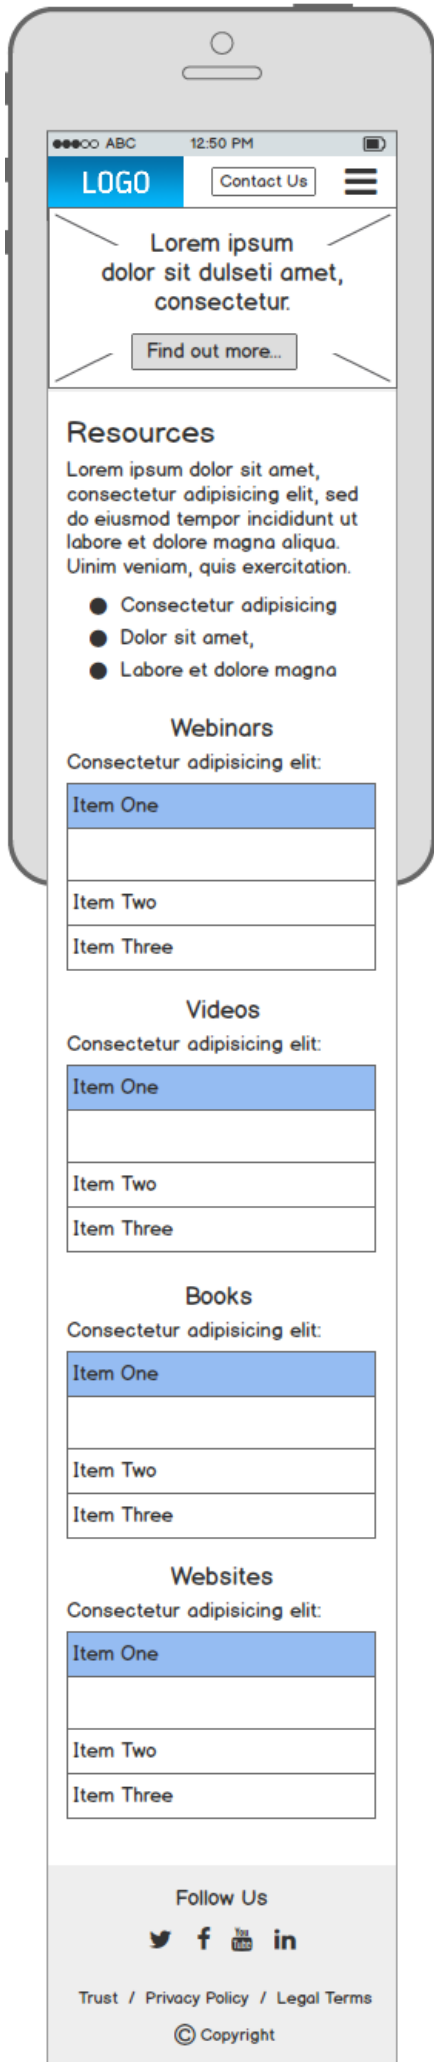 ABC 12:50 PM
LOGO Contact Us
Lorem ipsum
dolor sit dulseti amet,
consectetur.
Find out more...
Resources
Lorem ipsum dolor sit amet,
consectetur adipisicing elit, sed
do eiusmod tempor incididunt ut
labore et dolore magna aliqua.
Uinim veniam, quis exercitation.
Consectetur adipisicing
Dolor sit amet,
Labore et dolore magna
Webinars
Consectetur adipisicing elit:
Item One
Item Two
Item Three
Videos
Consectetur adipisicing elit:
Item One
Item Two
Item Three
Books
Consectetur adipisicing elit:
Item One
Item Two
Item Three
Websites
Consectetur adipisicing elit:
Item One
Item Two
Item Three
Follow Us
You Tube in
Trust / Privacy Policy / Legal Terms
© Copyright